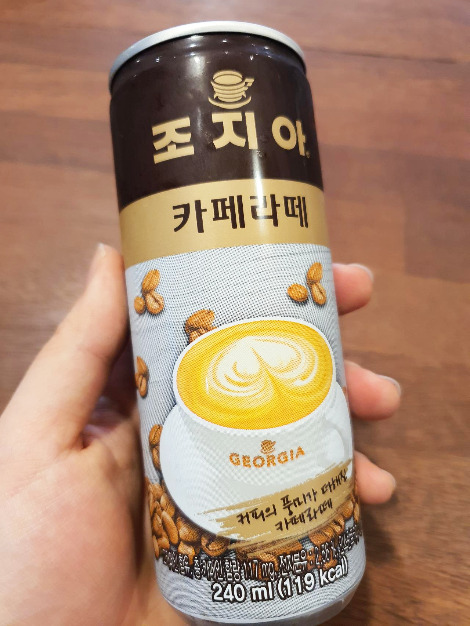 조지아
카페라떼
GEORGIA
커피의 풍미가 더해진
카페라떼
240 ml (119 kcal)